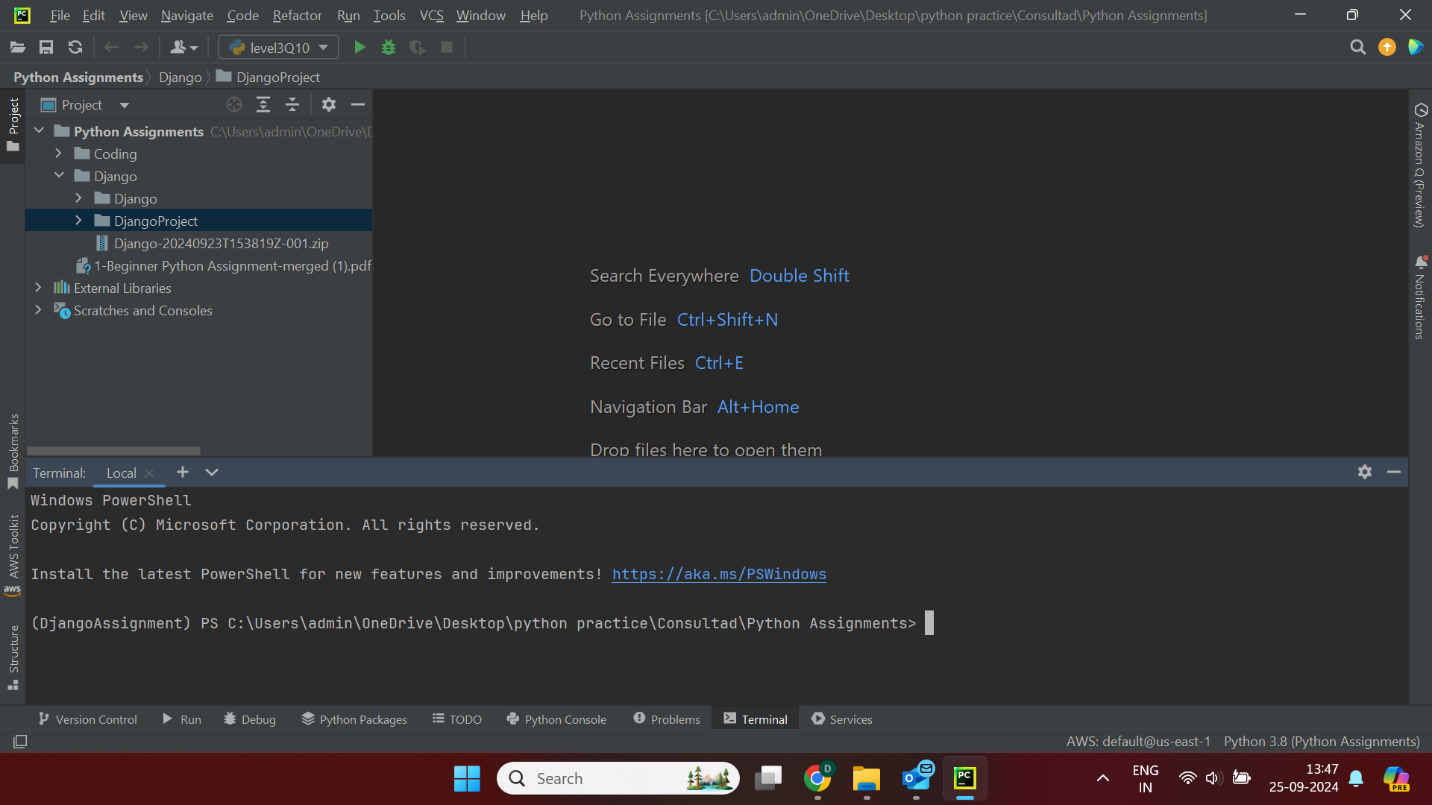 PC File Edit View Navigate Code Refactor Run Tools VCS Window Help Python Assignments [C:\Users\admin\OneDrive\Desktop\python practice\Consultad\Python Assignments]
level3Q10
Python Assignments Django DjangoProject
Project
Python Assignments C:\Users\admin\OneDrive\
Coding
Django
Django
DjangoProject
Django-20240923T153819Z-001.zip
1-Beginner Python Assignment-merged (1).pdf
External Libraries
Scratches and Consoles
Project
Bookmarks
AWS Toolkit
aws
Structure
Search Everywhere Double Shift
Go to File Ctrl+Shift+N
Recent Files Ctrl+E
Navigation Bar Alt+Home
Drop files here to open them
Amazon Q (Preview)
Notifications
Terminal: Local
Windows PowerShell
Copyright (C) Microsoft Corporation. All rights reserved.
Install the latest PowerShell for new features and improvements! https://aka.ms/PSWindows
(DjangoAssignment) PS C:\Users\admin\OneDrive\Desktop\python practice\Consultad\Python Assignments>
Version Control Run Debug Python Packages TODO Python Console Problems Terminal Services
AWS: default@us-east-1 Python 3.8 (Python Assignments)
Search
D
PC
ENG
IN
13:47
25-09-2024
PRE